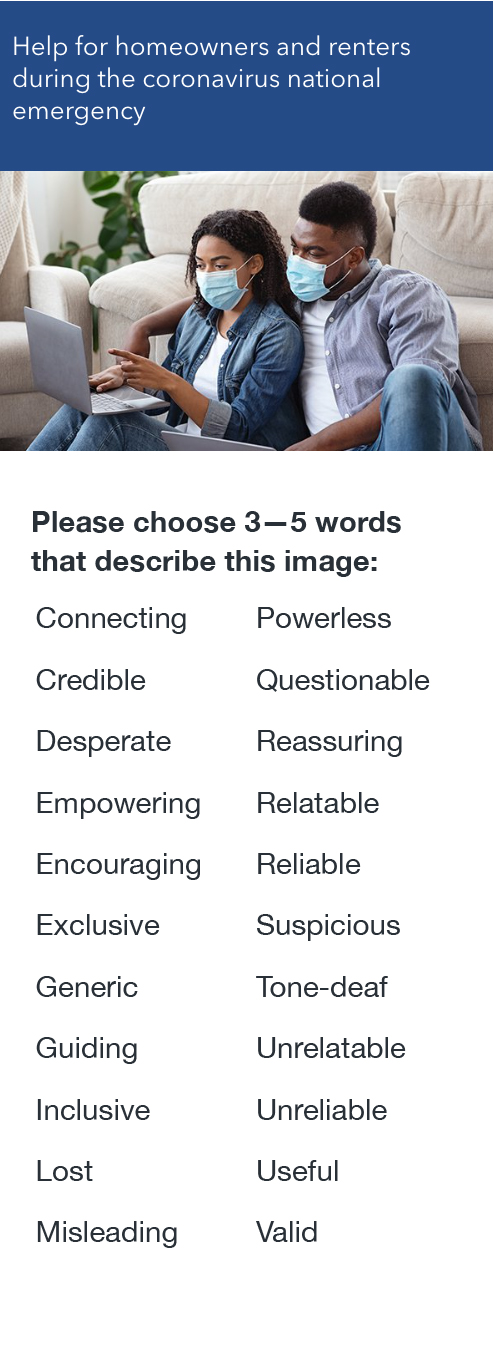 Help for homeowners and renters
during the coronavirus national
emergency
Please choose 3—5 words
that describe this image:
Connecting
Powerless
Credible
Questionable
Desperate
Reassuring
Empowering
Relatable
Encouraging
Reliable
Exclusive
Suspicious
Generic
Tone-deaf
Guiding
Unrelatable
Inclusive
Unreliable
Lost
Useful
Misleading
Valid